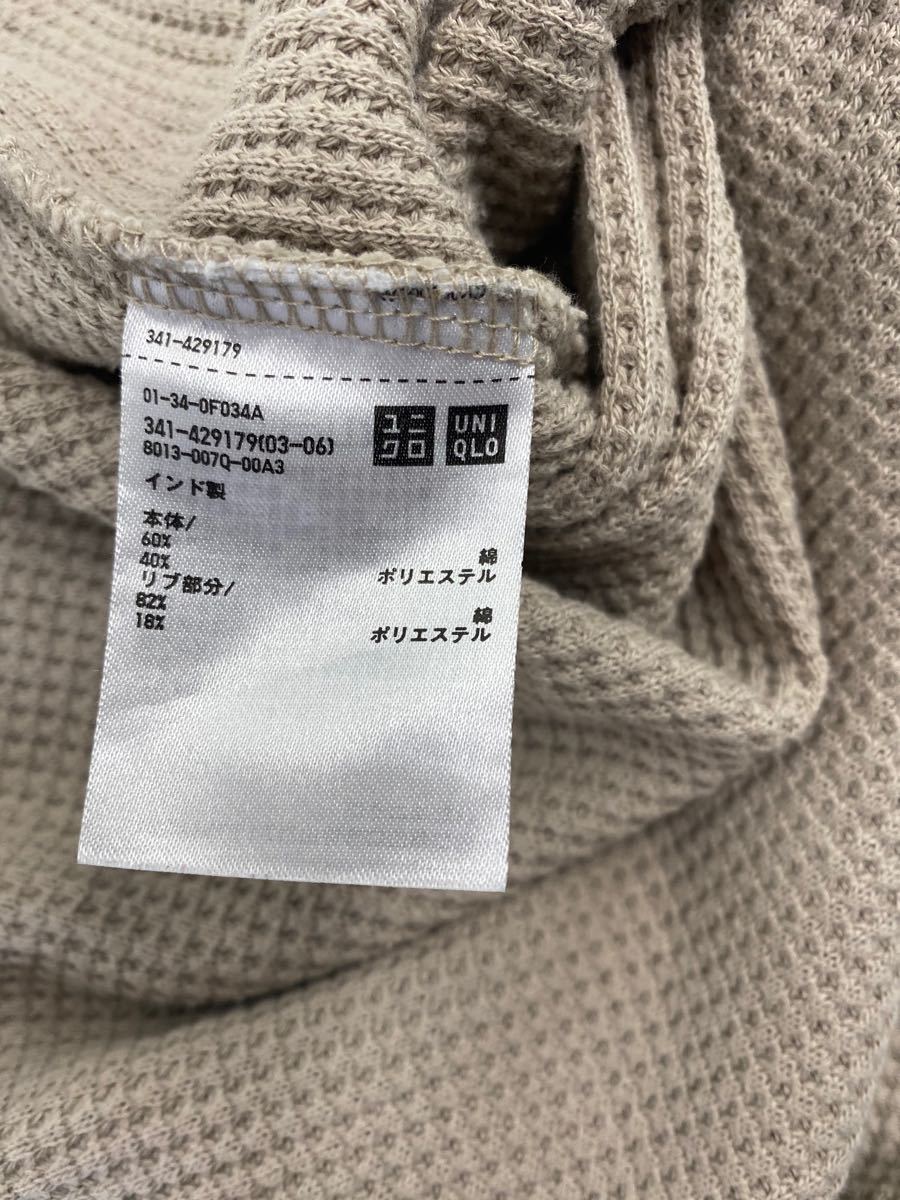 341-429179
01-34-0F034A
341-429179(03-06)
8013-007Q-00A3
ユニ
クロ
UNI
QLO
インド製
本体/
60% 綿
40% ポリエステル
リブ部分/
82% 綿
18% ポリエステル